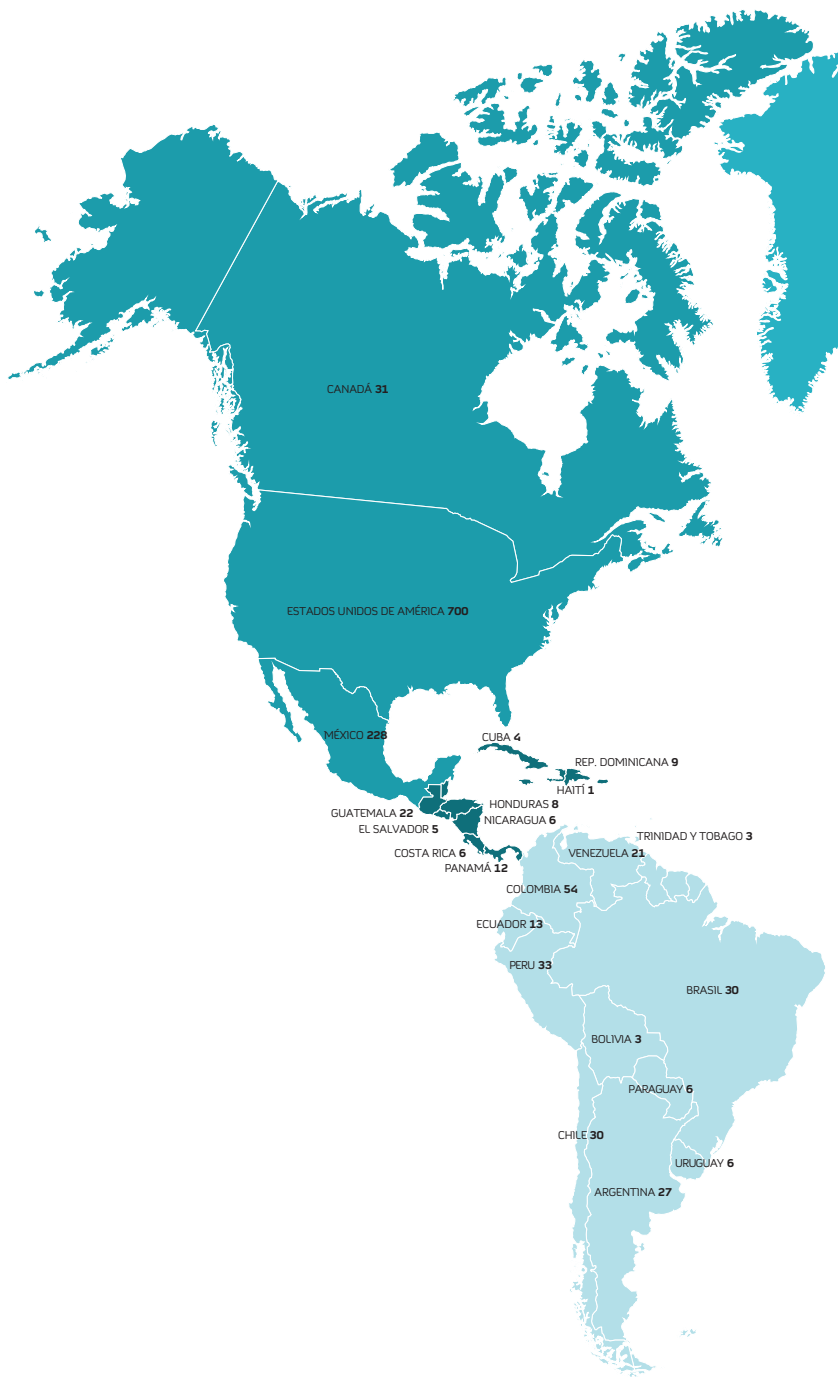 CANADÁ 31
ESTADOS UNIDOS DE AMÉRICA 700
MÉXICO 228
CUBA 4
REP. DOMINICANA 9
HAITÍ 1
HONDURAS 8
GUATEMALA 22
NICARAGUA 6
EL SALVADOR 5
TRINIDAD Y TOBAGO 3
COSTA RICA 6
VENEZUELA 21
PANAMÁ 12
COLOMBIA 54
ECUADOR 13
PERU 33
BRASIL 30
BOLIVIA 3
PARAGUAY 6
CHILE 30
URUGUAY 6
ARGENTINA 27